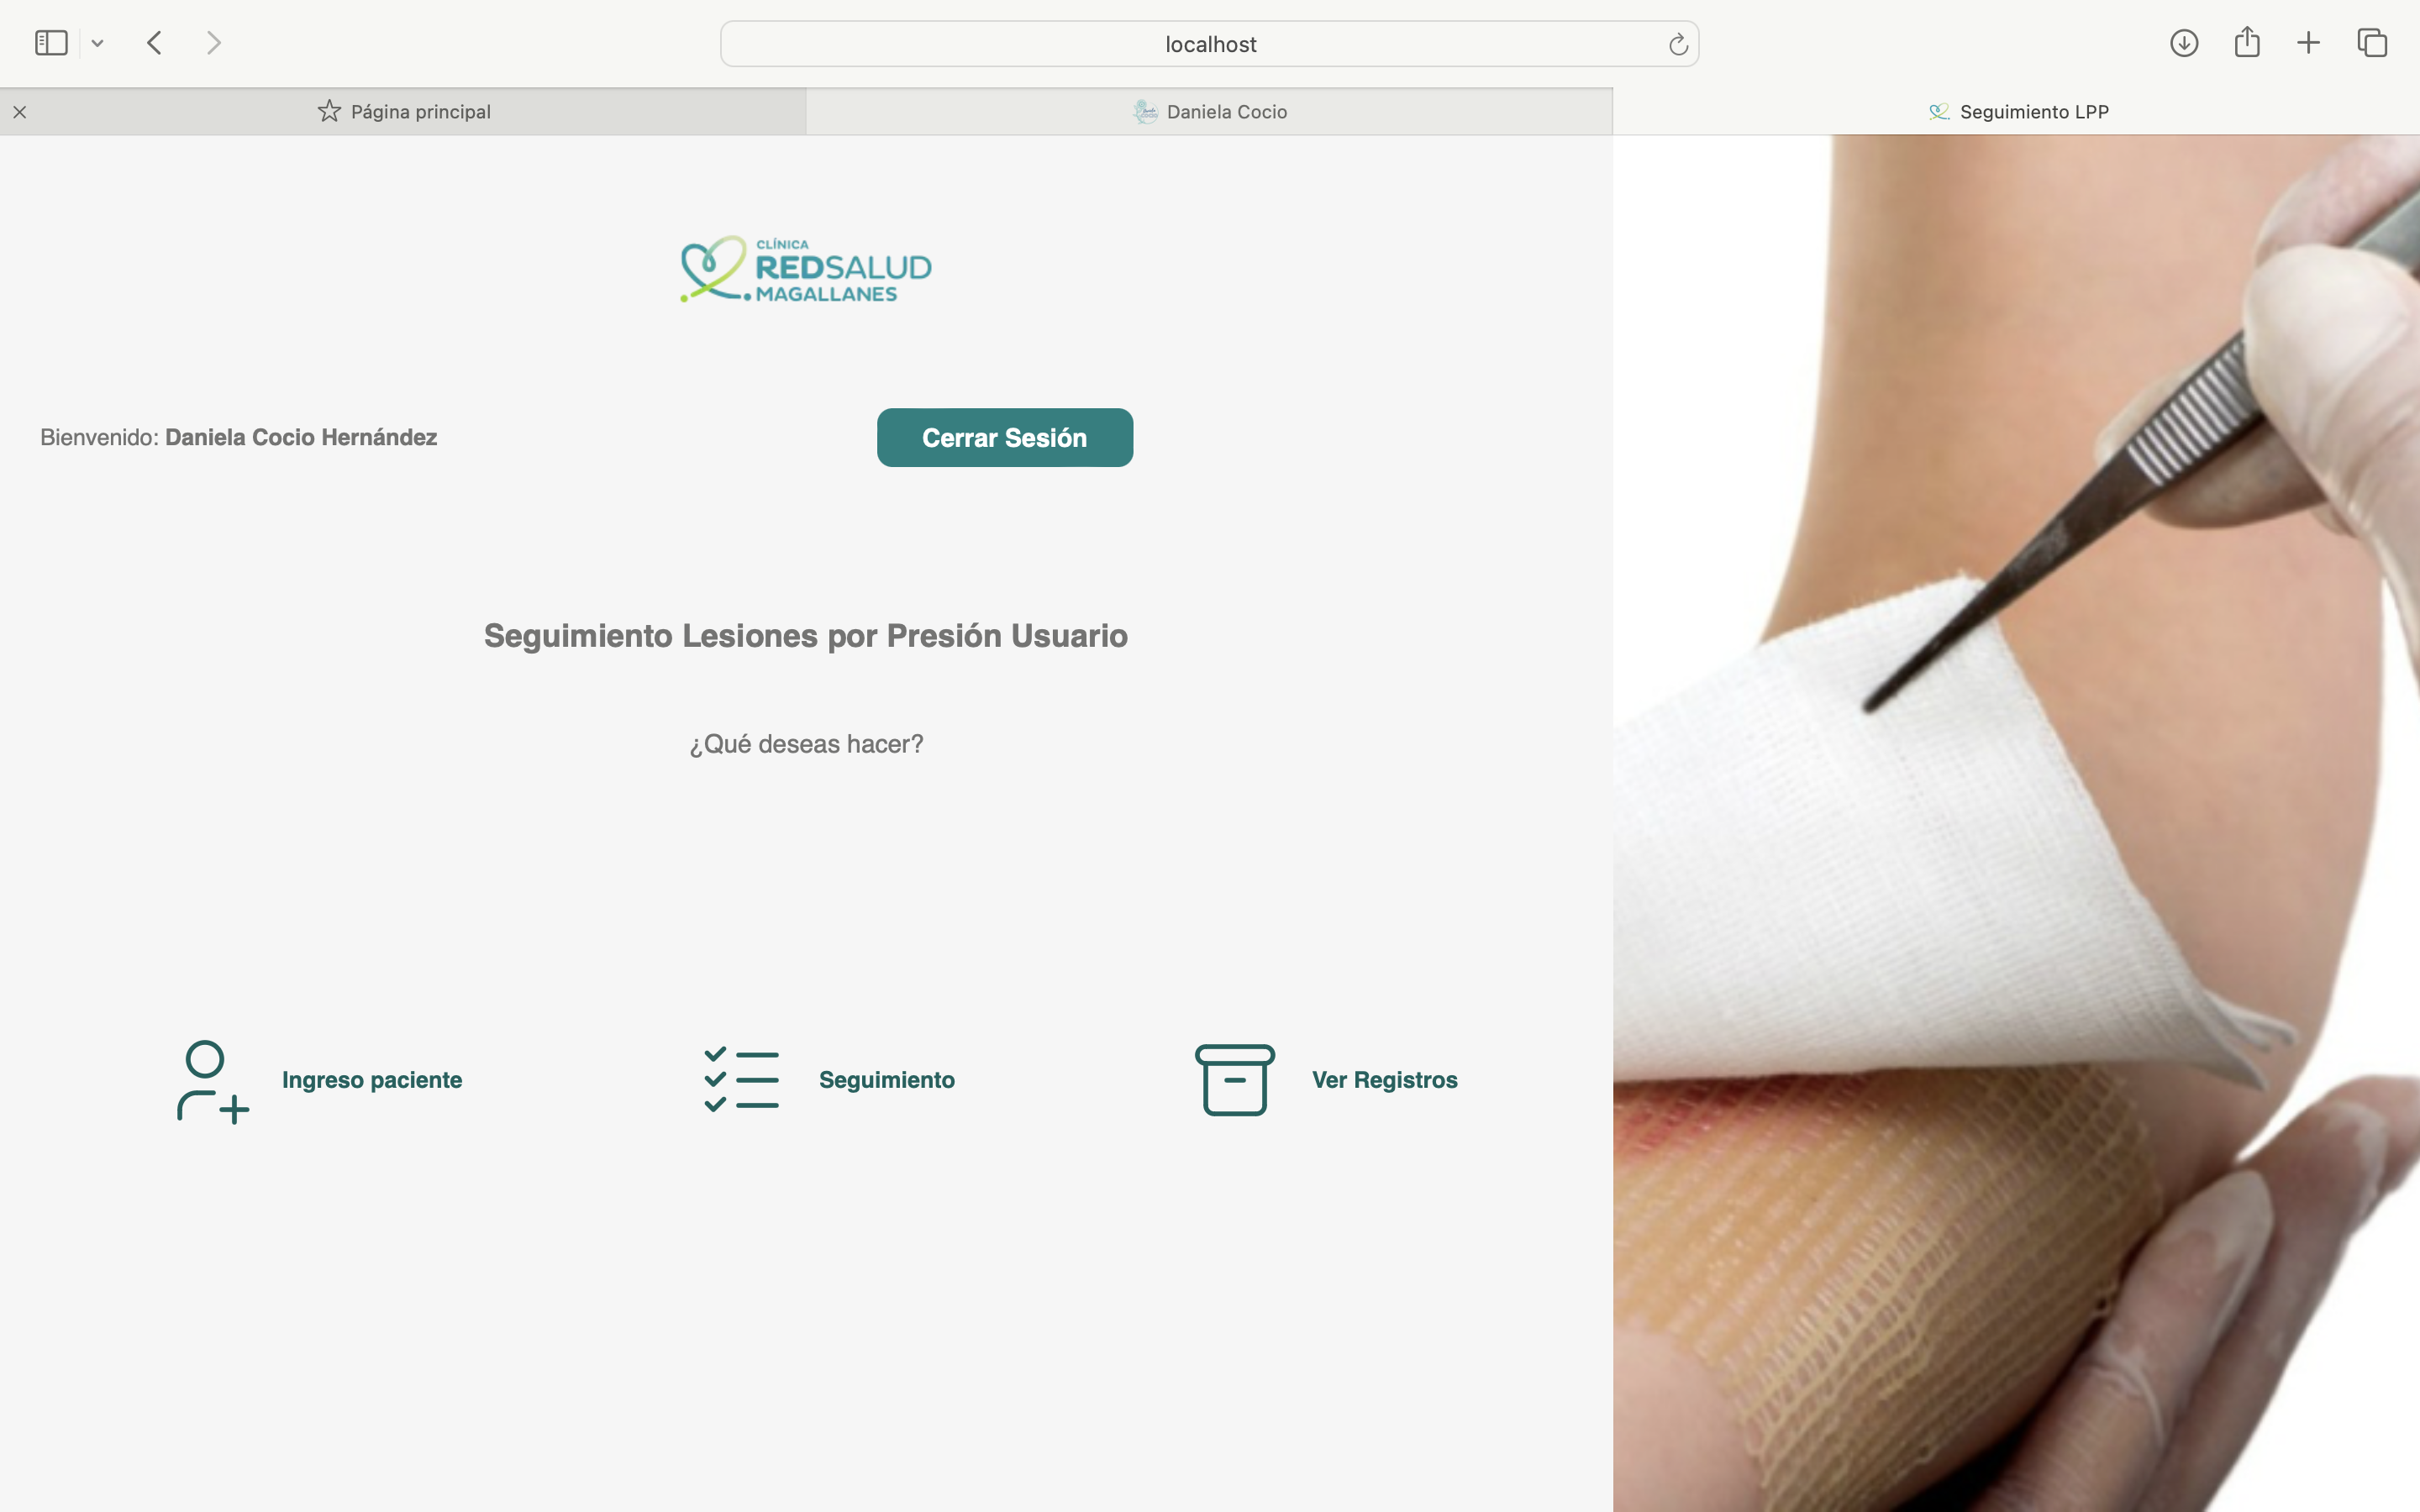 localhost
Página principal
Daniela Cocio
Seguimiento LPP
CLÍNICA
REDSALUD
MAGALLANES
Bienvenido: Daniela Cocio Hernández
Cerrar Sesión
Seguimiento Lesiones por Presión Usuario
¿Qué deseas hacer?
Ingreso paciente
Seguimiento
Ver Registros